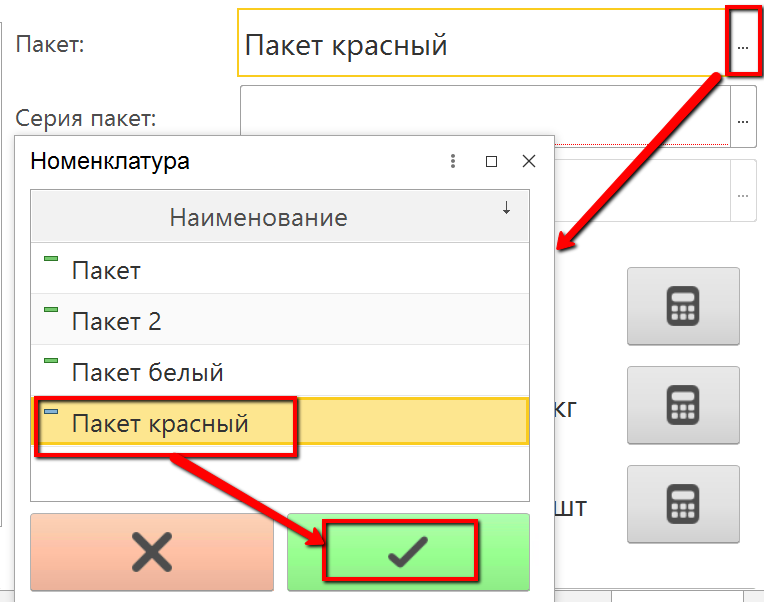 Пакет:
Пакет красный
...
Серия пакет:
...
...
Номенклатура
Наименование
Пакет
Пакет 2
Пакет белый
Пакет красный
кг
шт